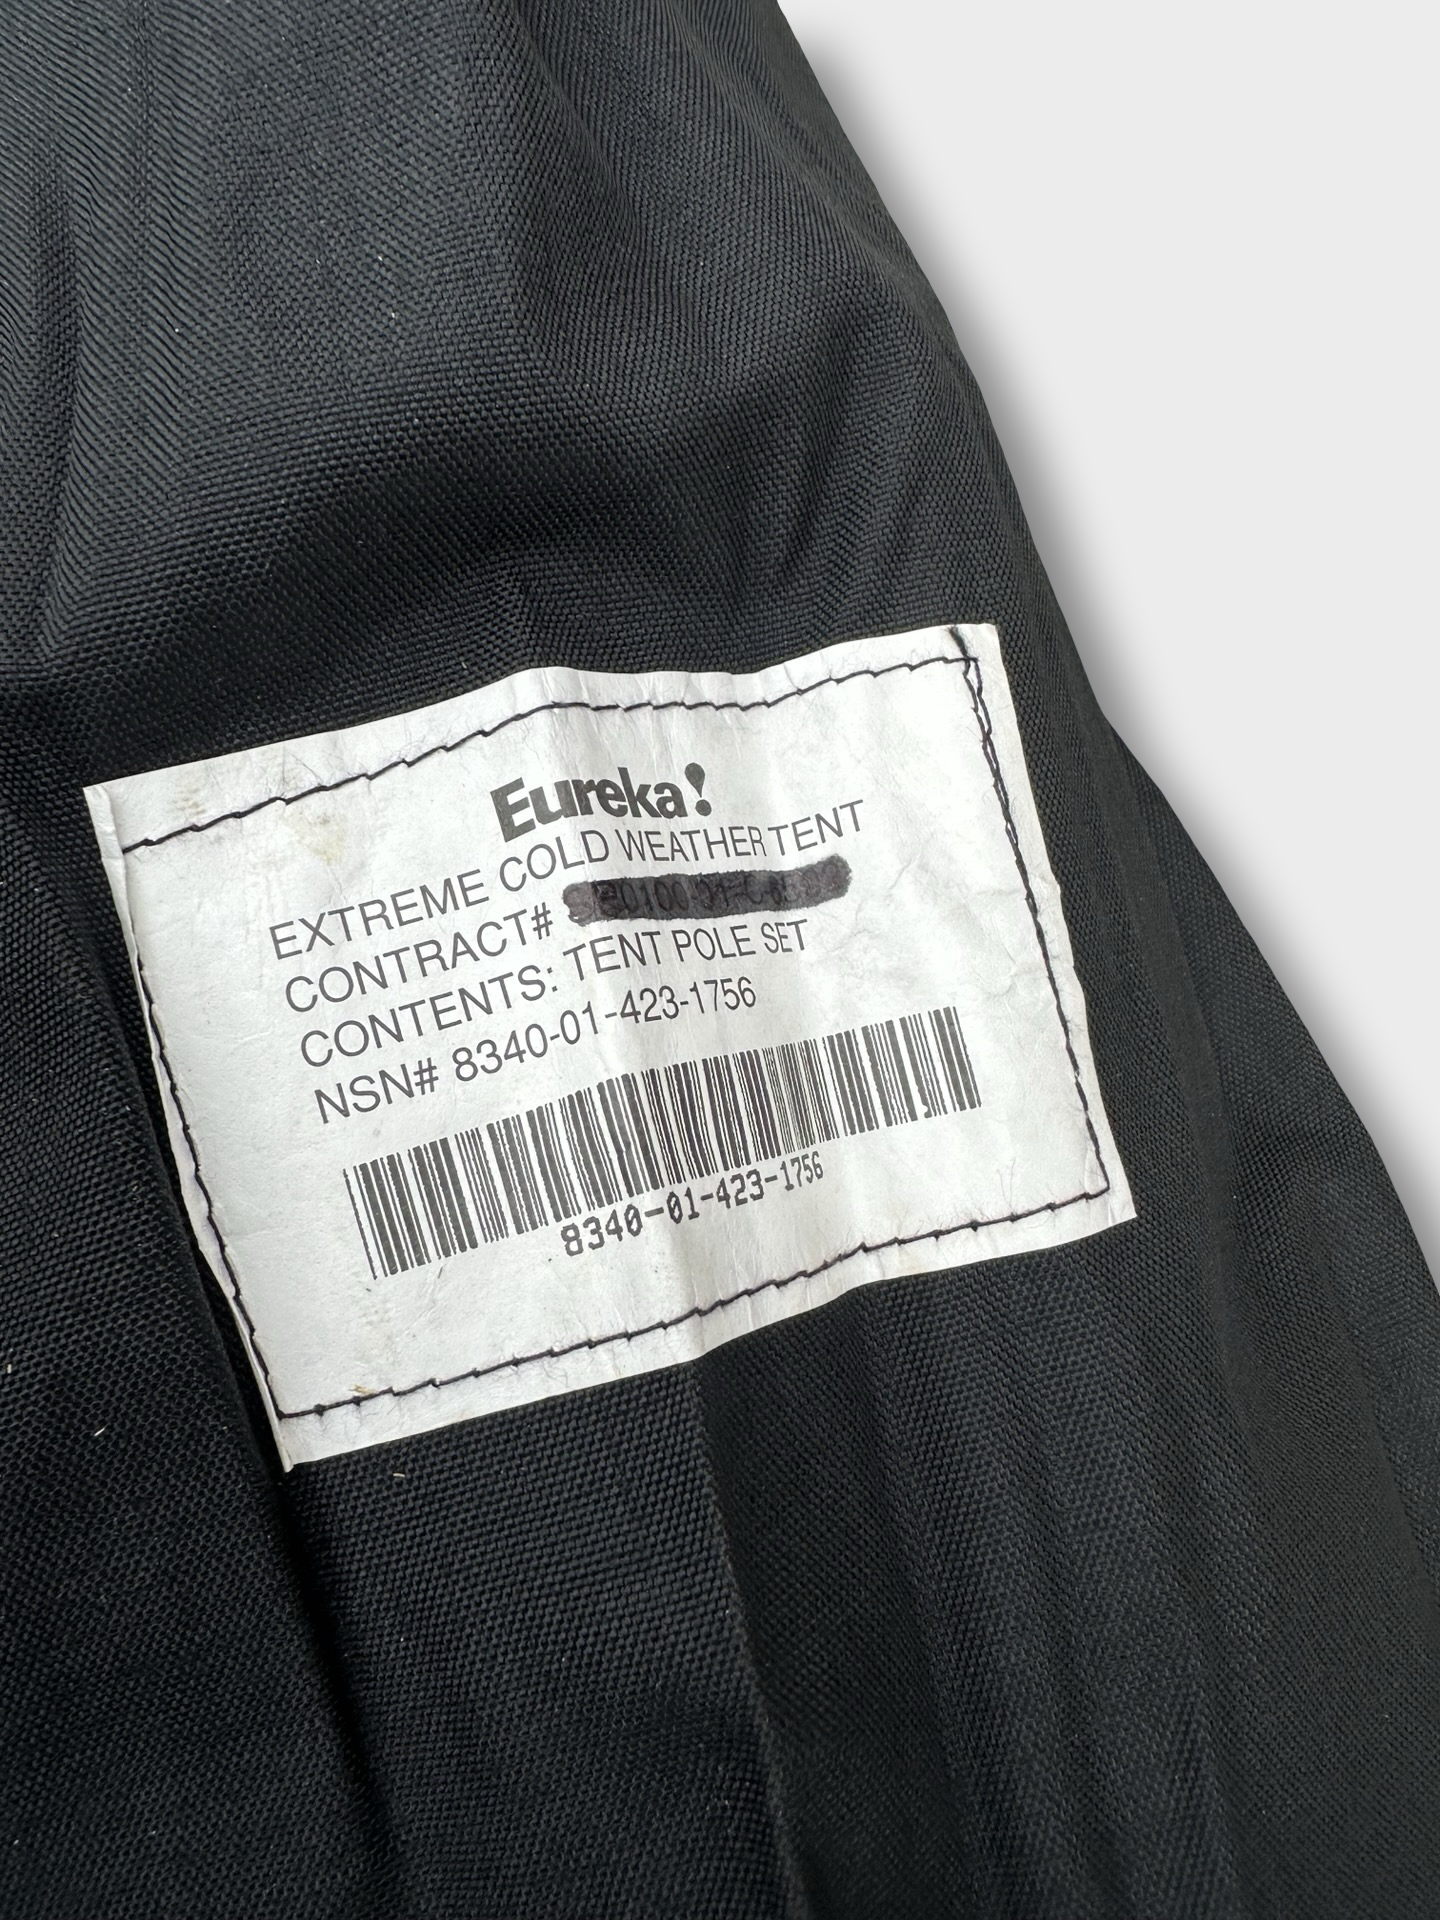 Eureka!
EXTREME COLD WEATHER TENT
CONTRACT#
CONTENTS: TENT POLE SET
NSN# 8340-01-423-1756
8340-01-423-1756